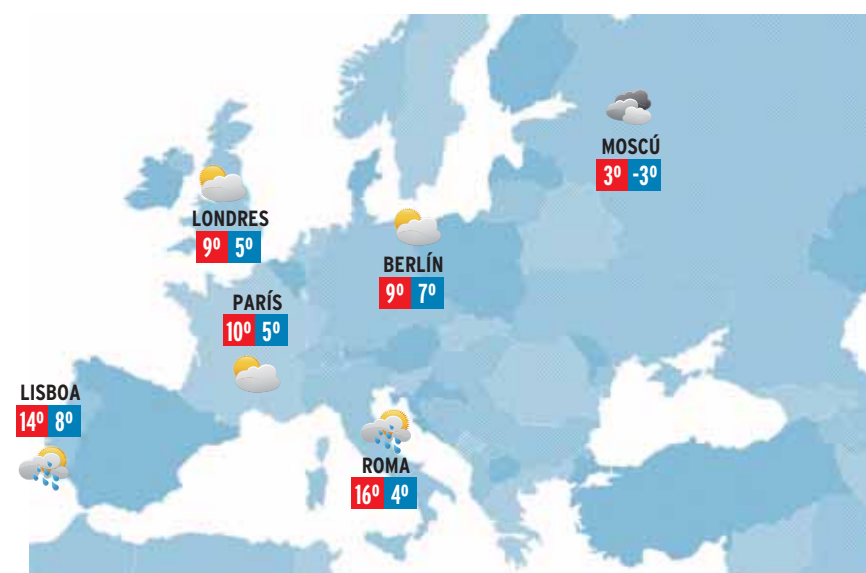 MOSCÚ
3º -3º
LONDRES
9º 5º
BERLÍN
9º 7º
PARÍS
10º 5º
LISBOA
14º 8º
ROMA
16º 4º